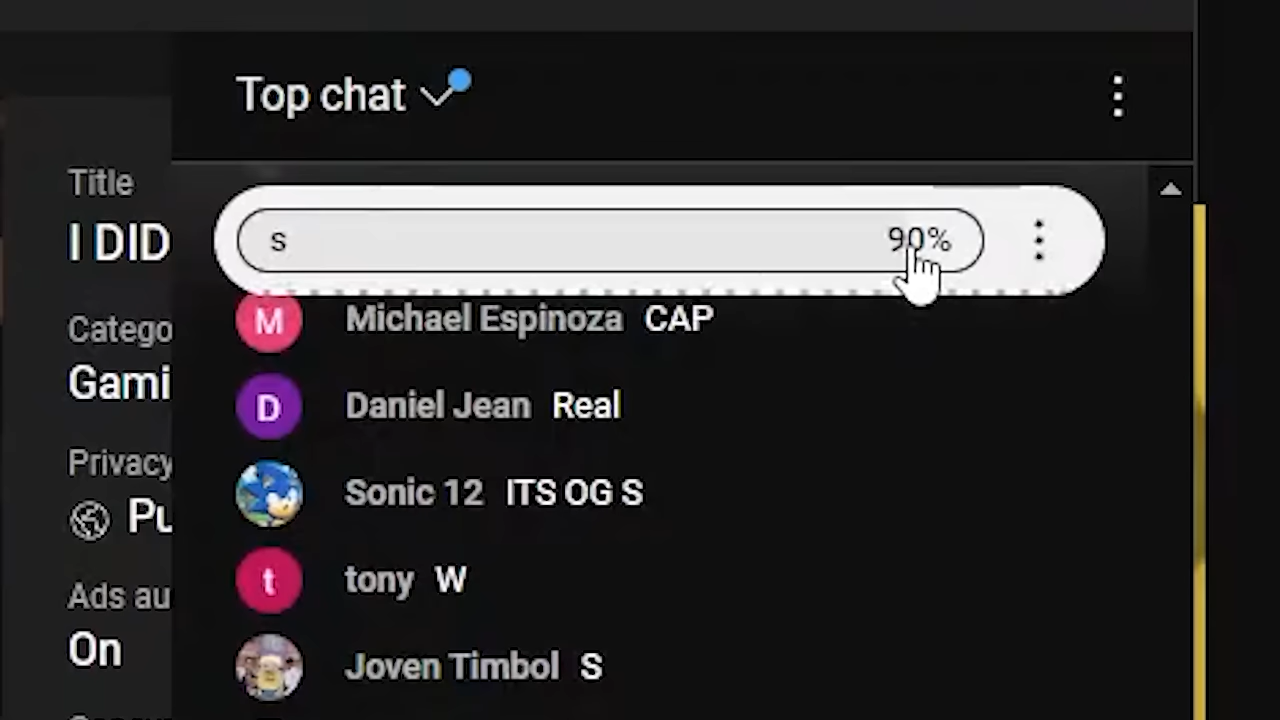 Top chat
Title
I DID
s 90%
Michael Espinoza CAP
Catego
Gami
Daniel Jean Real
Privacy
Pu
Sonic 12 ITS OG S
tony W
Ads au
On
Joven Timbol S